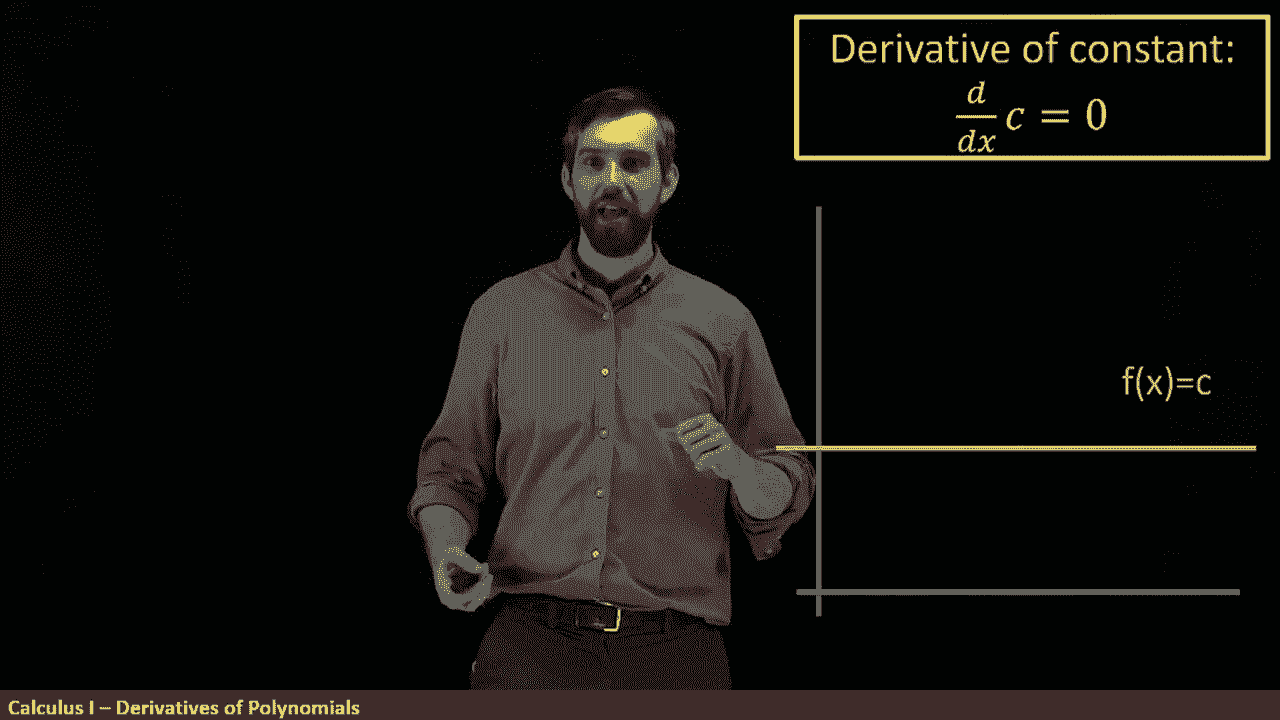 Derivative of constant:
d/dx c = 0
f(x)=c
Calculus I – Derivatives of Polynomials